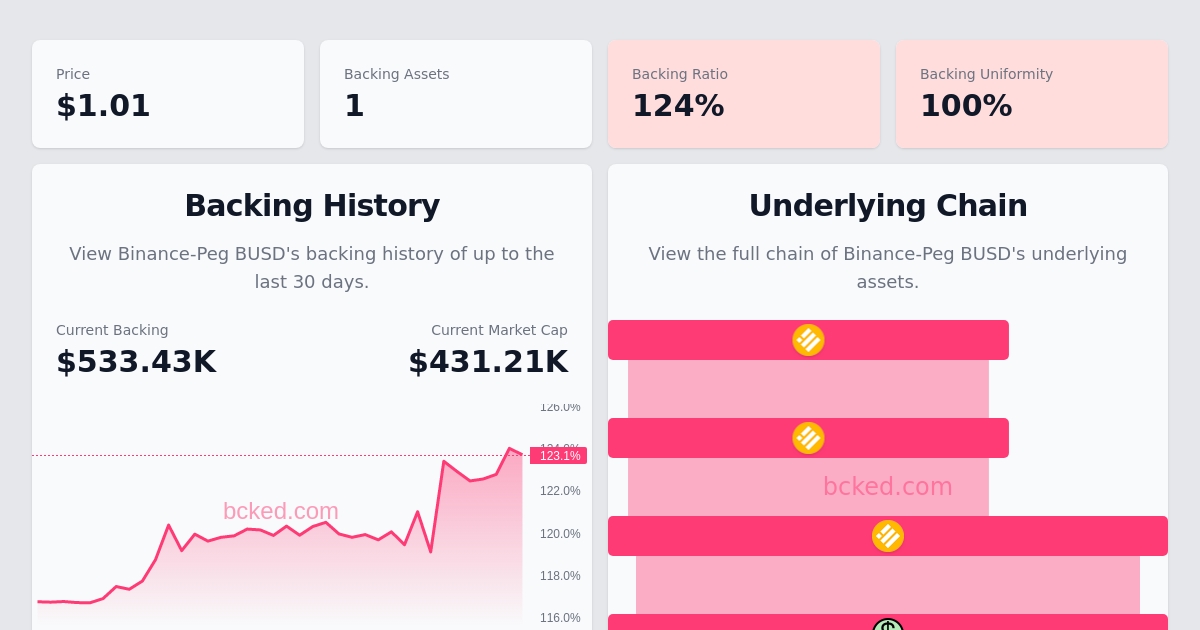 Price
$1.01
Backing Assets
1
Backing Ratio
124%
Backing Uniformity
100%
Backing History
View Binance-Peg BUSD's backing history of up to the
last 30 days.
Current Backing
$533.43K
Current Market Cap
$431.21K
126.0%
124.0%
123.1%
122.0%
120.0%
118.0%
116.0%
bcked.com
Underlying Chain
View the full chain of Binance-Peg BUSD's underlying
assets.
bcked.com
$